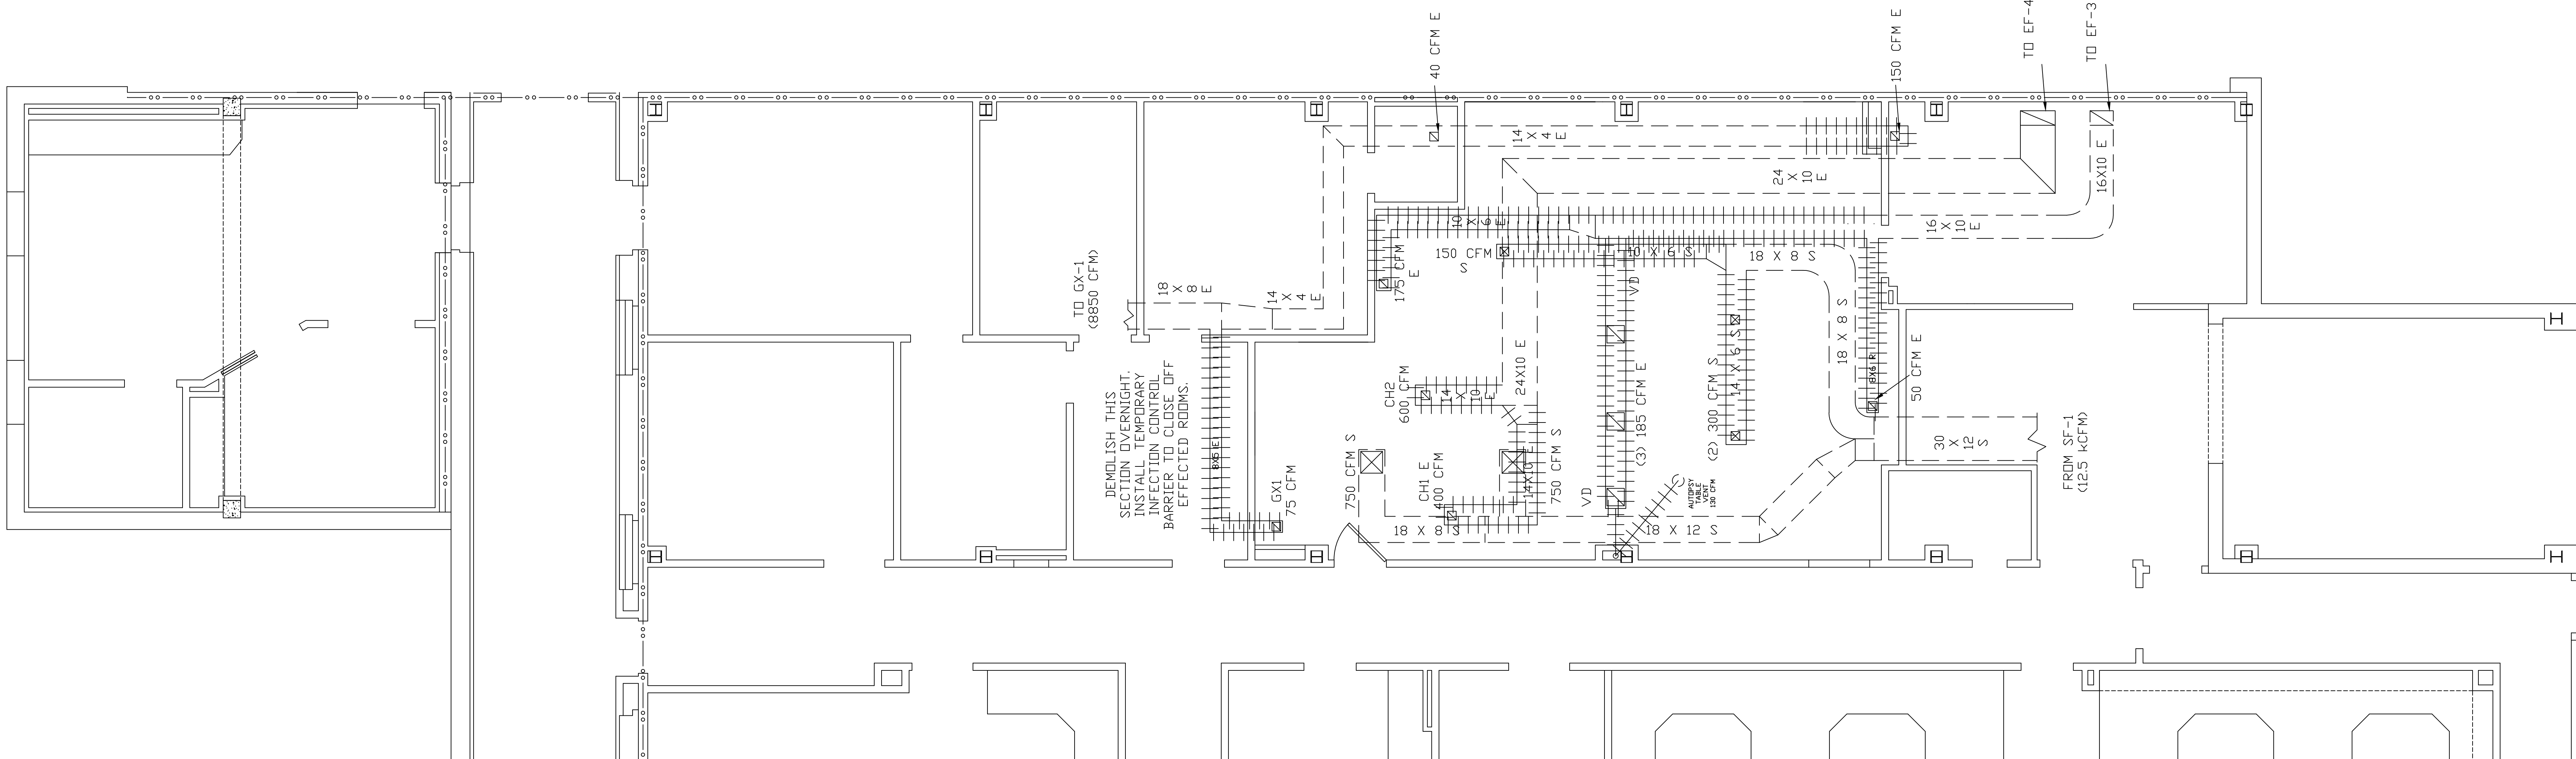 40 CFM E
150 CFM E
TO EF-4
TO EF-3
14
X
4
E
24
X
10
E
16X10 E
16
X
10
E
10
X
6
E
150 CFM
S
175 CFM
E
10 X 6 S
18 X 8 S
VD
TO GX-1
(8850 CFM)
18
X
8
E
14
X
4
E
18 X 8 S
14 X 6 S
24X10 E
8X6 R
50 CFM E
CH2
600 CFM
14
X
10
E
(3) 185 CFM E
(2) 300 CFM S
DEMOLISH THIS
SECTION OVERNIGHT.
INSTALL TEMPORARY
INFECTION CONTROL
BARRIER TO CLOSE OFF
EFFECTED ROOMS.
8X6 E
GX1
75 CFM
750 CFM S
CH1 E
400 CFM
14X10 E
750 CFM S
VD
AUTOPSY
TABLE
VENT
130 CFM
30
X
12
S
FROM SF-1
(12.5 kCFM)
18 X 8 S
18 X 12 S